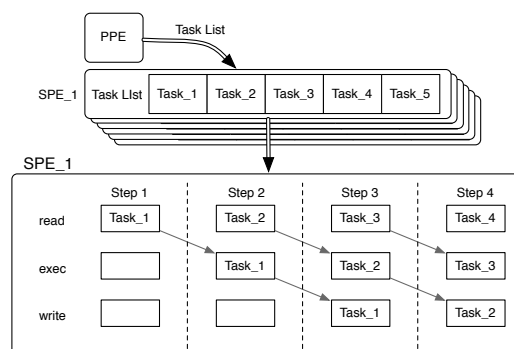 PPE
Task List
SPE_1
Task LIst Task_1 Task_2 Task_3 Task_4 Task_5
SPE_1
Step 1 Step 2 Step 3 Step 4
read Task_1 Task_2 Task_3 Task_4
exec Task_1 Task_2 Task_3
write Task_1 Task_2